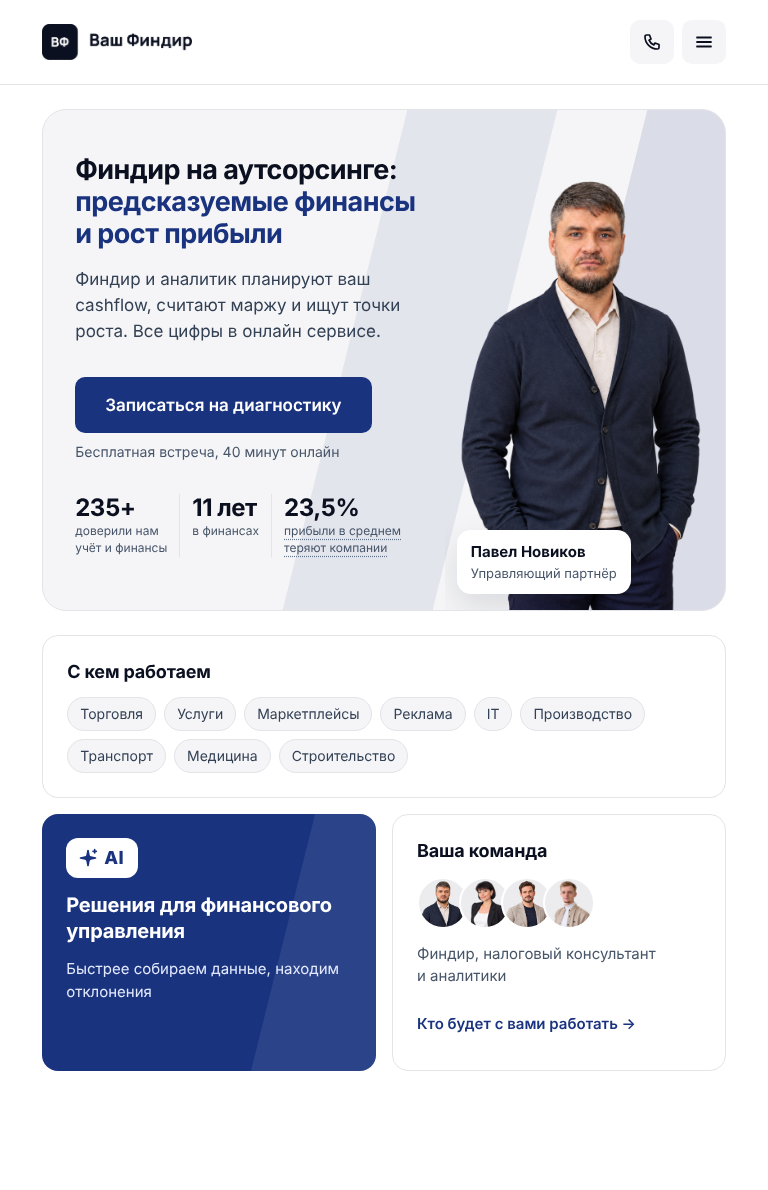 ВФ Ваш Финдир
Финдир на аутсорсинге:
предсказуемые финансы
и рост прибыли
Финдир и аналитик планируют ваш
cashflow, считают маржу и ищут точки
роста. Все цифры в онлайн сервисе.
Записаться на диагностику
Бесплатная встреча, 40 минут онлайн
235+
доверили нам
учёт и финансы
11 лет
в финансах
23,5%
прибыли в среднем
теряют компании
Павел Новиков
Управляющий партнёр
С кем работаем
Торговля Услуги Маркетплейсы Реклама IT Производство
Транспорт Медицина Строительство
AI
Решения для финансового
управления
Быстрее собираем данные, находим
отклонения
Ваша команда
Финдир, налоговый консультант
и аналитики
Кто будет с вами работать →